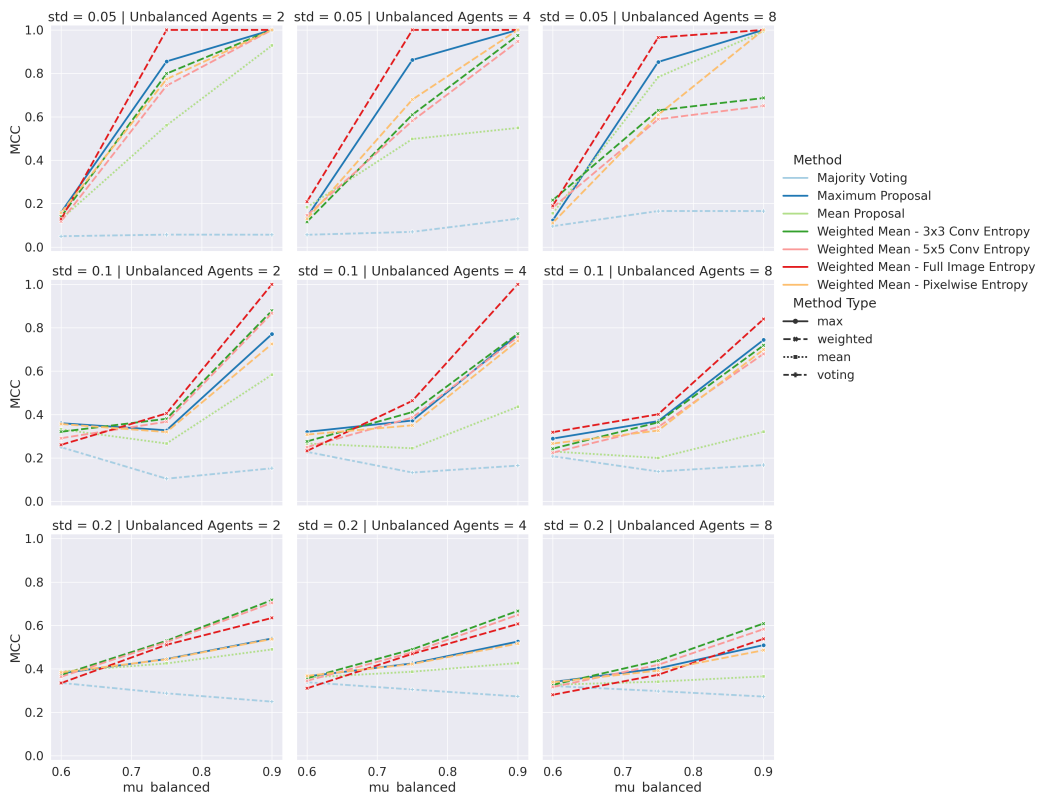 std = 0.05 | Unbalanced Agents = 2
std = 0.05 | Unbalanced Agents = 4
std = 0.05 | Unbalanced Agents = 8
1.0
0.8
0.6
0.4
0.2
0.0
MCC
std = 0.1 | Unbalanced Agents = 2
std = 0.1 | Unbalanced Agents = 4
std = 0.1 | Unbalanced Agents = 8
1.0
0.8
0.6
0.4
0.2
0.0
MCC
std = 0.2 | Unbalanced Agents = 2
std = 0.2 | Unbalanced Agents = 4
std = 0.2 | Unbalanced Agents = 8
1.0
0.8
0.6
0.4
0.2
0.0
MCC
0.6 0.7 0.8 0.9
mu_balanced
0.6 0.7 0.8 0.9
mu_balanced
0.6 0.7 0.8 0.9
mu_balanced
Method
Majority Voting
Maximum Proposal
Mean Proposal
Weighted Mean - 3x3 Conv Entropy
Weighted Mean - 5x5 Conv Entropy
Weighted Mean - Full Image Entropy
Weighted Mean - Pixelwise Entropy
Method Type
max
weighted
mean
voting